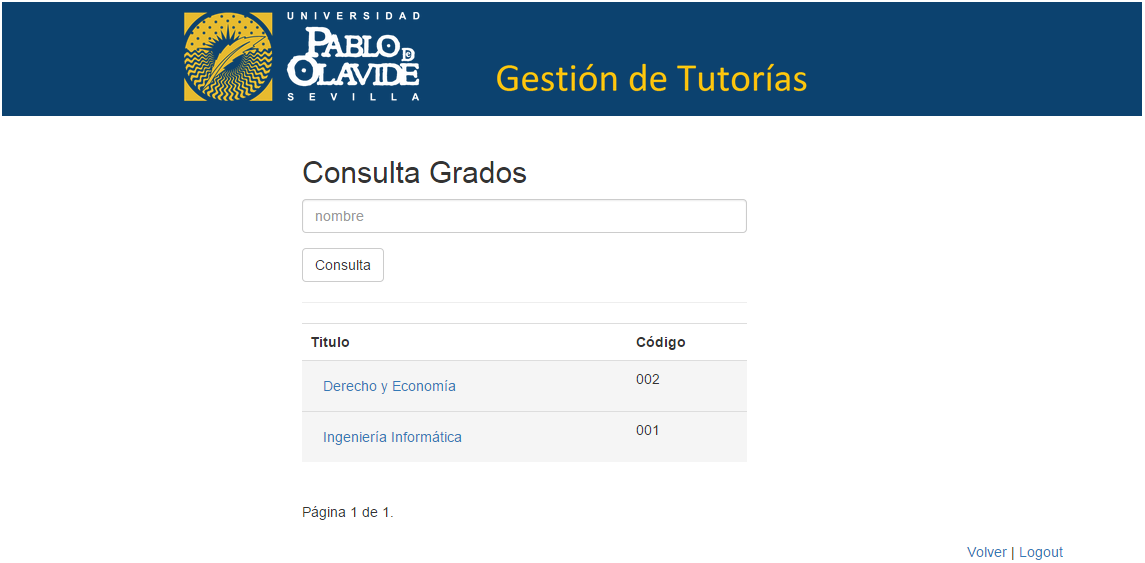 UNIVERSIDAD
PABLO DE
OLAVIDE
SEVILLA
Gestión de Tutorías
Consulta Grados
nombre
Consulta
Titulo Código
Derecho y Economía 002
Ingeniería Informática 001
Página 1 de 1.
Volver | Logout